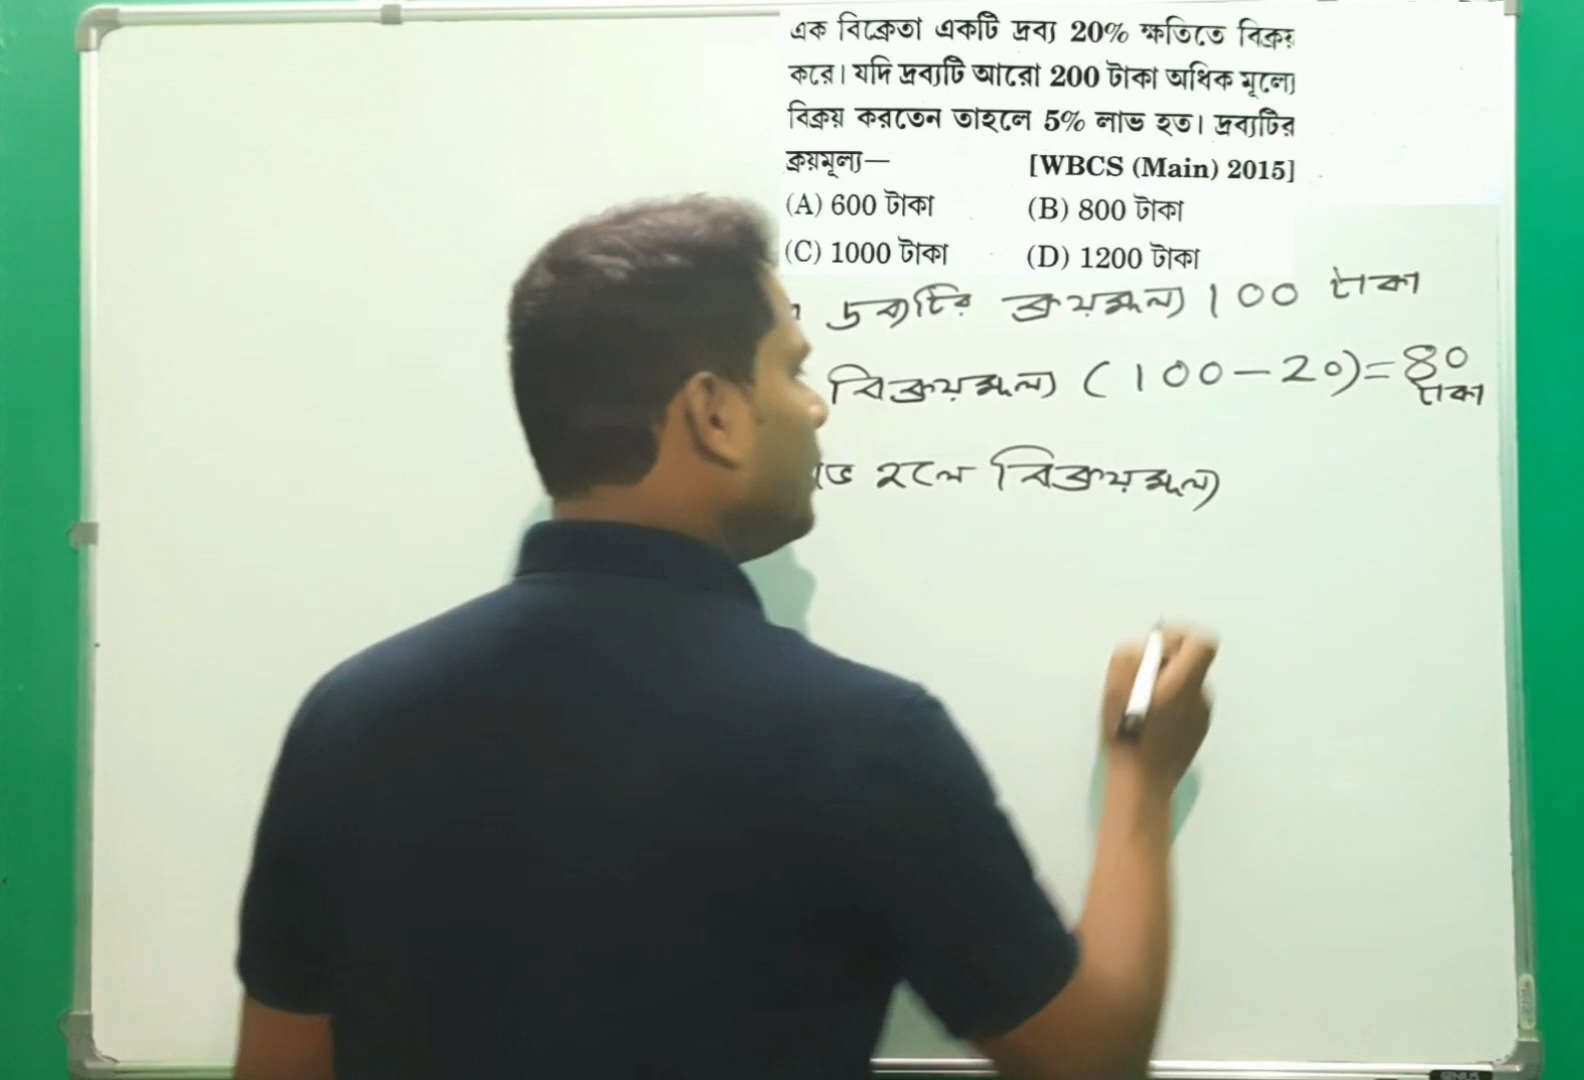 এক বিক্রেতা একটি দ্রব্য 20% ক্ষতিতে বিক্রয়
করে। যদি দ্রব্যটি আরো 200 টাকা অধিক মূল্যে
বিক্রয় করতেন তাহলে 5% লাভ হত। দ্রব্যটির
ক্রয়মূল্য— [WBCS (Main) 2015]
(A) 600 টাকা (B) 800 টাকা
(C) 1000 টাকা (D) 1200 টাকা
দ্রব্যটির ক্রয়মূল্য 100 টাকা
বিক্রয়মূল্য (100-20)=80
টাকা
হলে বিক্রয়মূল্য